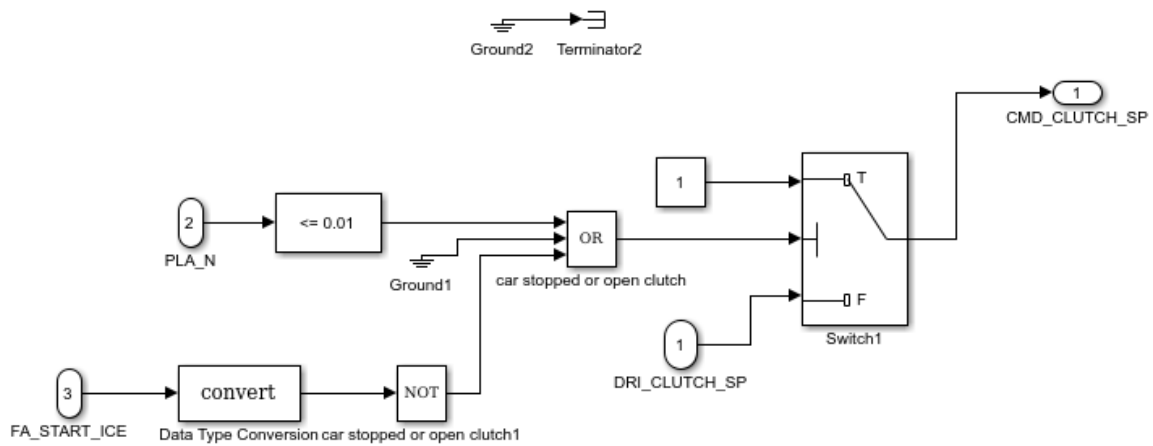 Ground2
Terminator2
1
CMD_CLUTCH_SP
1
T
2
<= 0.01
OR
PLA_N
Ground1
car stopped or open clutch
F
Switch1
1
DRI_CLUTCH_SP
3
convert
NOT
FA_START_ICE
Data Type Conversion
car stopped or open clutch1